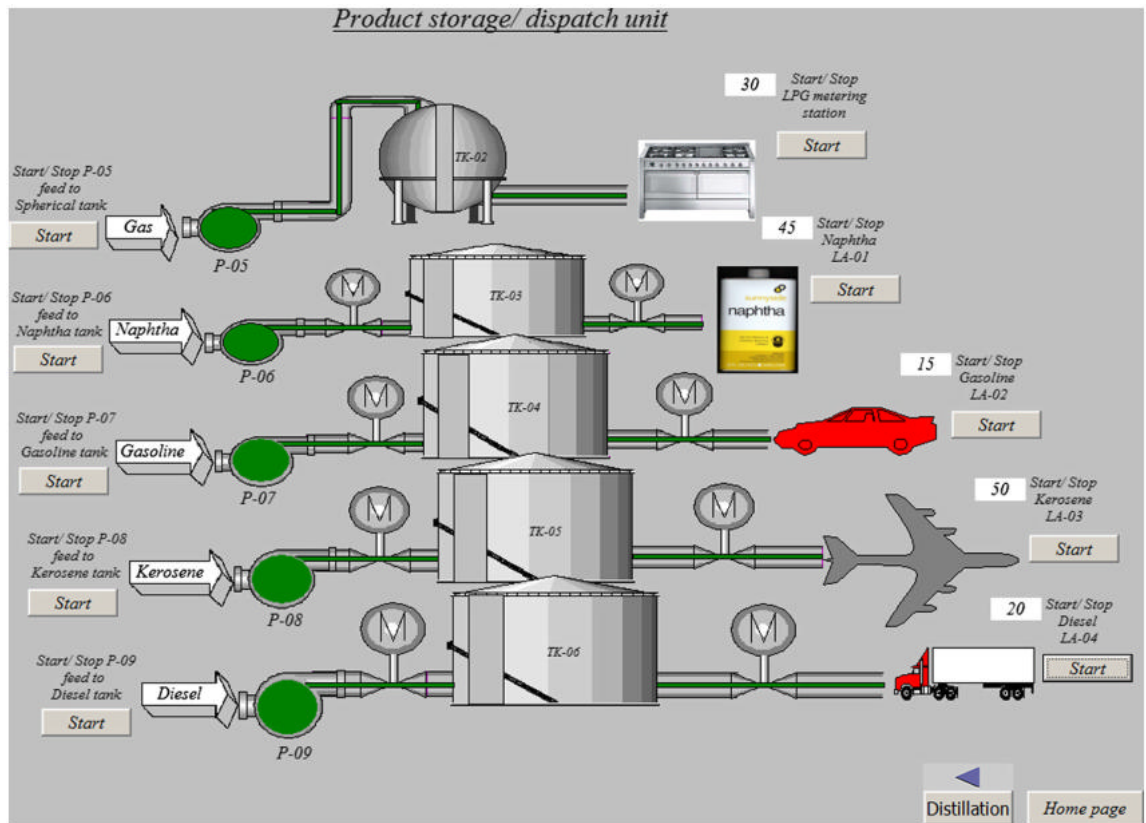 Product storage/ dispatch unit
30
Start/ Stop
LPG metering
station
Start
TK-02
Start/ Stop P-05
feed to
Spherical tank
Start
Gas
P-05
45
Start/ Stop
Naphtha
LA-01
Start
Start/ Stop P-06
feed to
Naphtha tank
Start
Naphtha
P-06
M
TK-03
M
sunnyside
naphtha
15
Start/ Stop
Gasoline
LA-02
Start
Start/ Stop P-07
feed to
Gasoline tank
Start
Gasoline
P-07
M
TK-04
M
50
Start/ Stop
Kerosene
LA-03
Start
Start/ Stop P-08
feed to
Kerosene tank
Start
Kerosene
P-08
M
TK-05
M
20
Start/ Stop
Diesel
LA-04
Start
Start/ Stop P-09
feed to
Diesel tank
Start
Diesel
P-09
M
TK-06
M
Distillation
Home page